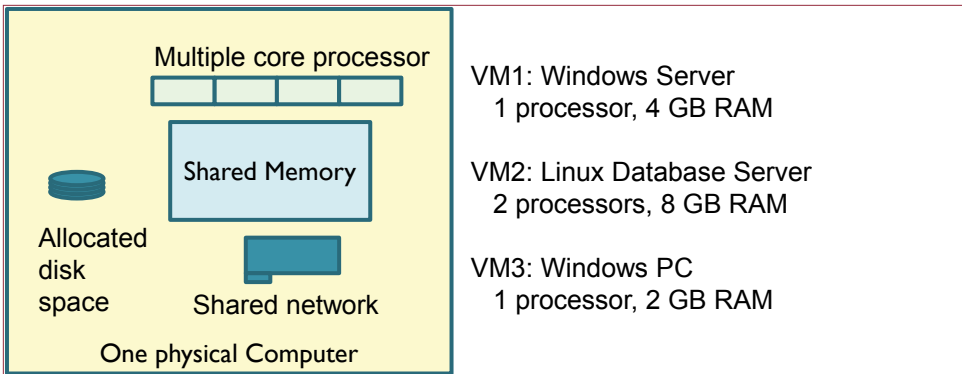 Multiple core processor
Shared Memory
Allocated
disk
space
Shared network
One physical Computer
VM1: Windows Server
1 processor, 4 GB RAM
VM2: Linux Database Server
2 processors, 8 GB RAM
VM3: Windows PC
1 processor, 2 GB RAM